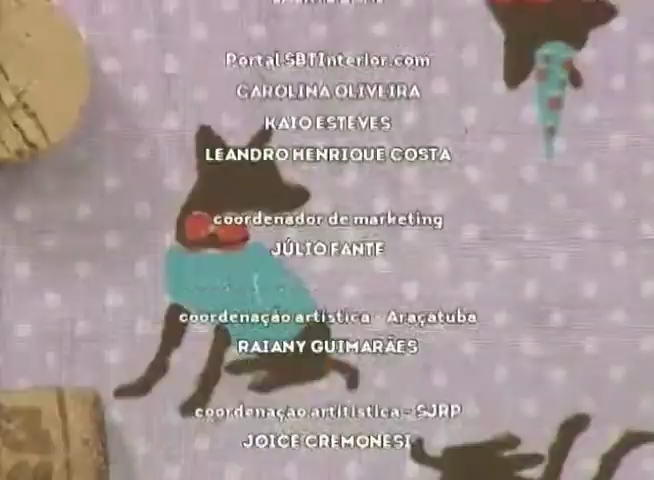 PortalSBTInterior.com
CAROLINA OLIVEIRA
KAIO ESTEVES
LEANDRO HENRIQUE COSTA
coordenador de marketing
JÚLIO FANTE
coordenação artística - Araçatuba
RAIANY GUIMARÃES
coordenação artitistica - SJRP
JOICE CREMONESI